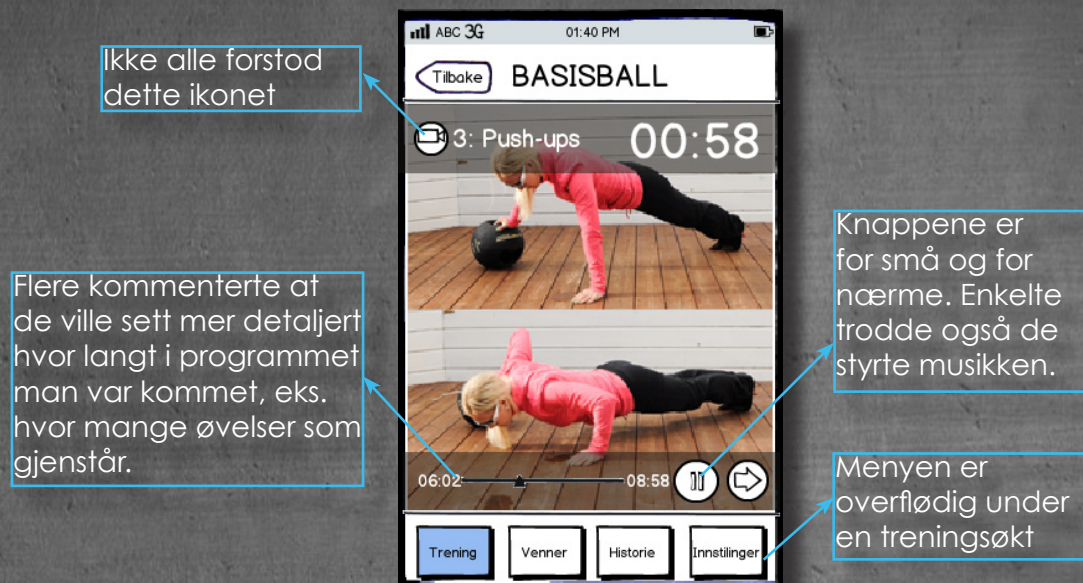 ABC 3G 01:40 PM
Tilbake BASISBALL
3: Push-ups 00:58
06:02 08:58
Trening Venner Historie Innstilinger
Ikke alle forstod
dette ikonet
Flere kommenterte at
de ville sett mer detaljert
hvor langt i programmet
man var kommet, eks.
hvor mange øvelser som
gjenstår.
Knappene er
for små og for
nærme. Enkelte
trodde også de
styrte musikken.
Menyen er
overflødig under
en treningsøkt